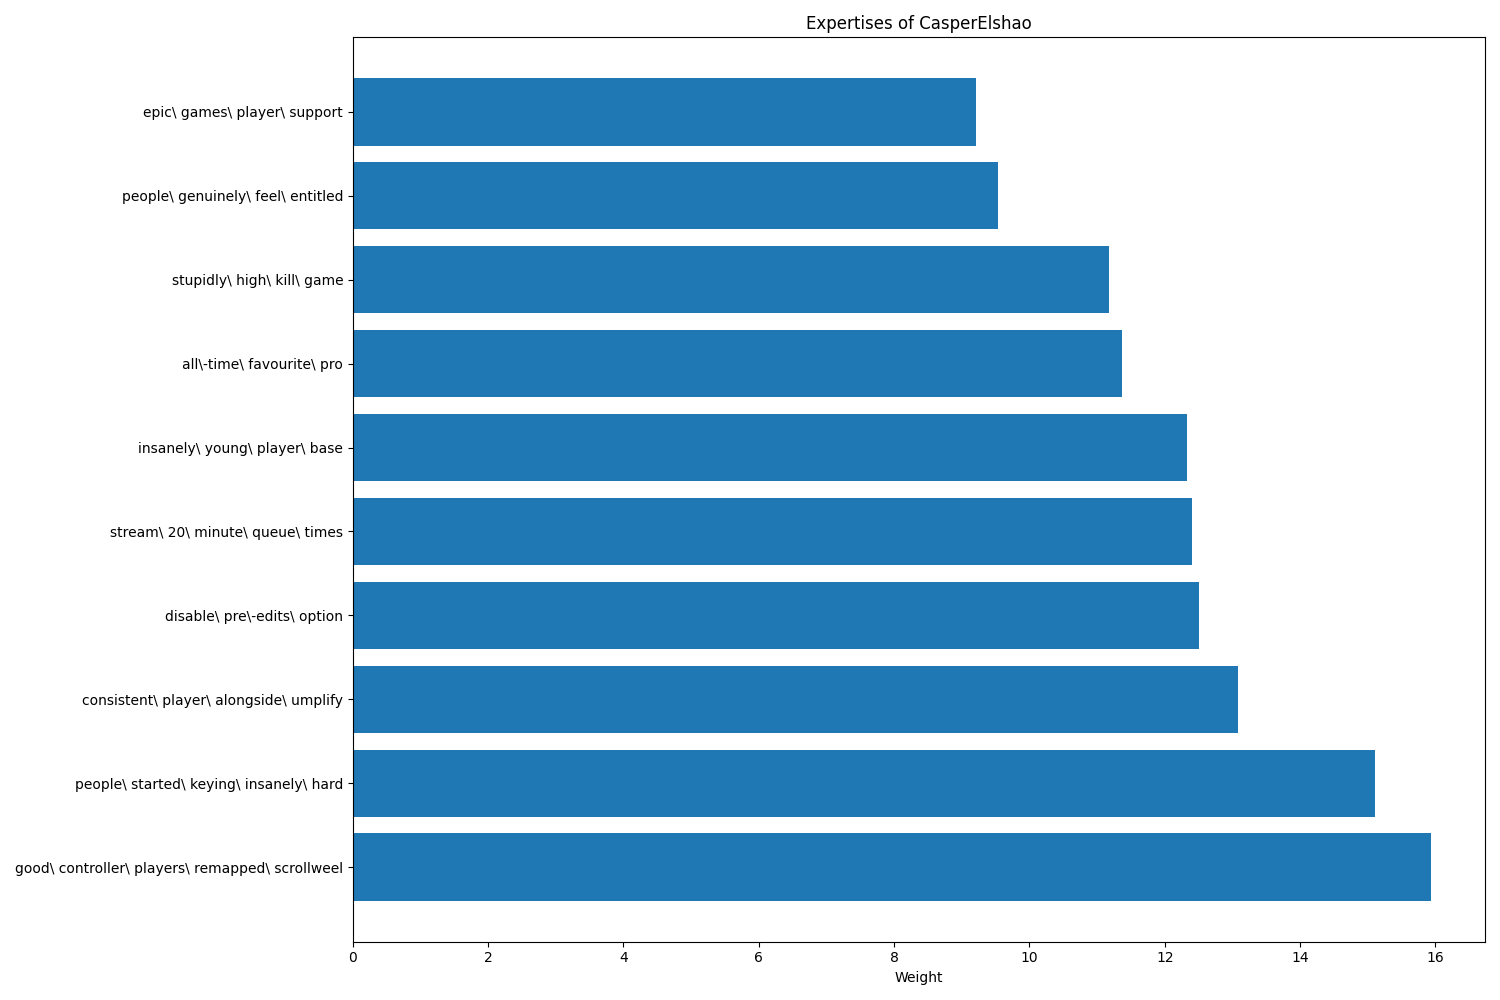 Expertises of CasperElshao
epic\ games\ player\ support
people\ genuinely\ feel\ entitled
stupidly\ high\ kill\ game
all\-time\ favourite\ pro
insanely\ young\ player\ base
stream\ 20\ minute\ queue\ times
disable\ pre\-edits\ option
consistent\ player\ alongside\ umplify
people\ started\ keying\ insanely\ hard
good\ controller\ players\ remapped\ scrollweel
0 2 4 6 8 10 12 14 16
Weight